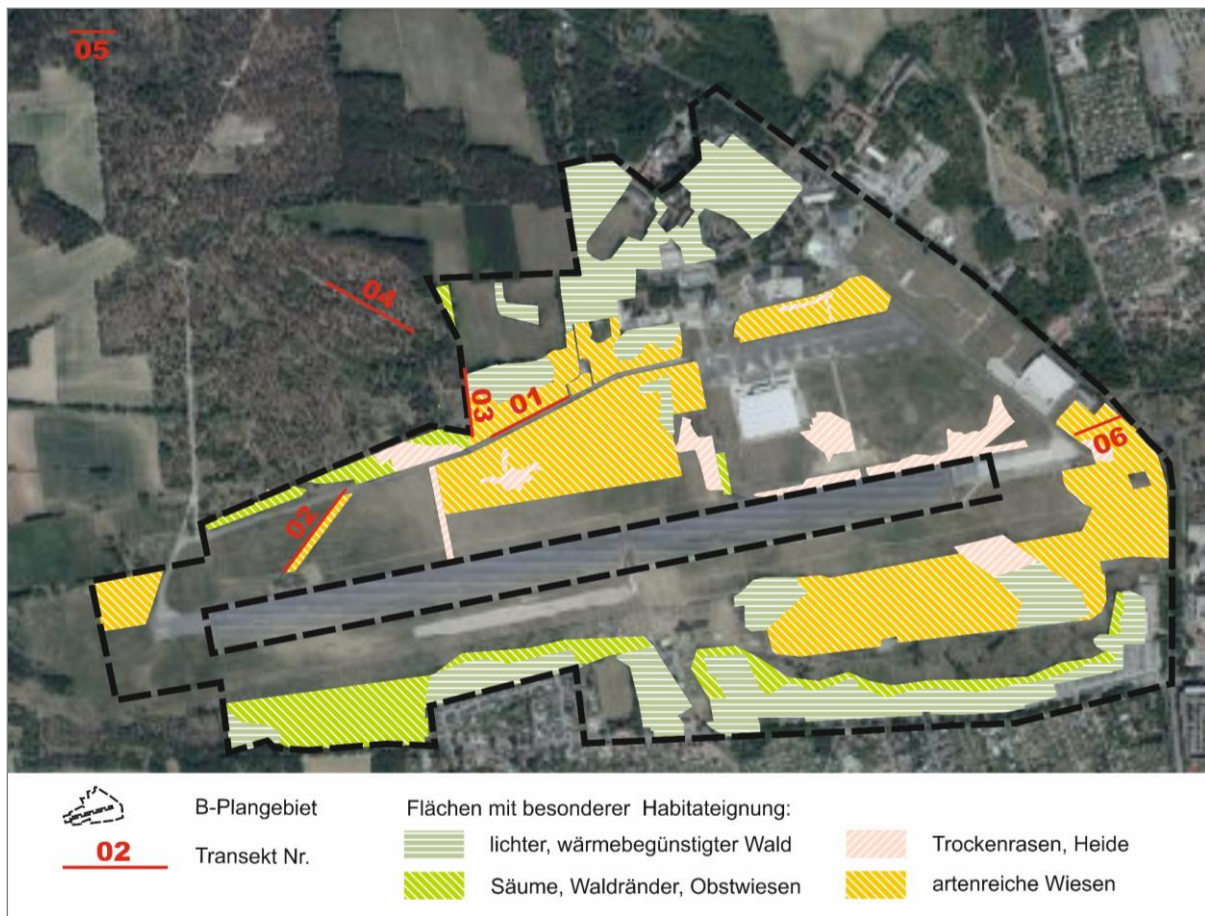 05
04
03
01
02
06
B-Plangebiet
02
Transekt Nr.
Flächen mit besonderer Habitateignung:
lichter, wärmebegünstigter Wald
Säume, Waldränder, Obstwiesen
Trockenrasen, Heide
artenreiche Wiesen